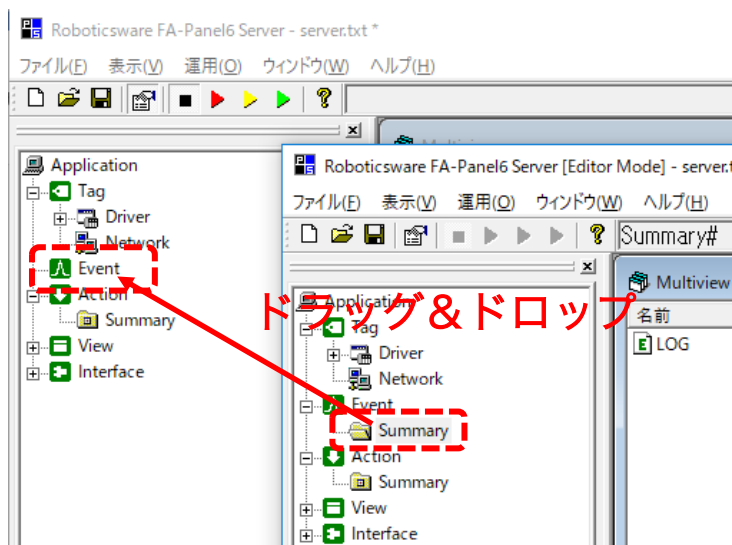 Roboticsware FA-Panel6 Server - server.txt *
ファイル(F) 表示(V) 運用(O) ウィンドウ(W) ヘルプ(H)
Application
Tag
Driver
Network
Event
Action
Summary
View
Interface
Roboticsware FA-Panel6 Server [Editor Mode] - server.t
ファイル(F) 表示(V) 運用(O) ウィンドウ(W) ヘルプ(H)
Summary#
Application
Tag
Driver
Network
Event
Summary
Action
Summary
View
Interface
Multiview
名前
LOG
ドラッグ＆ドロップ